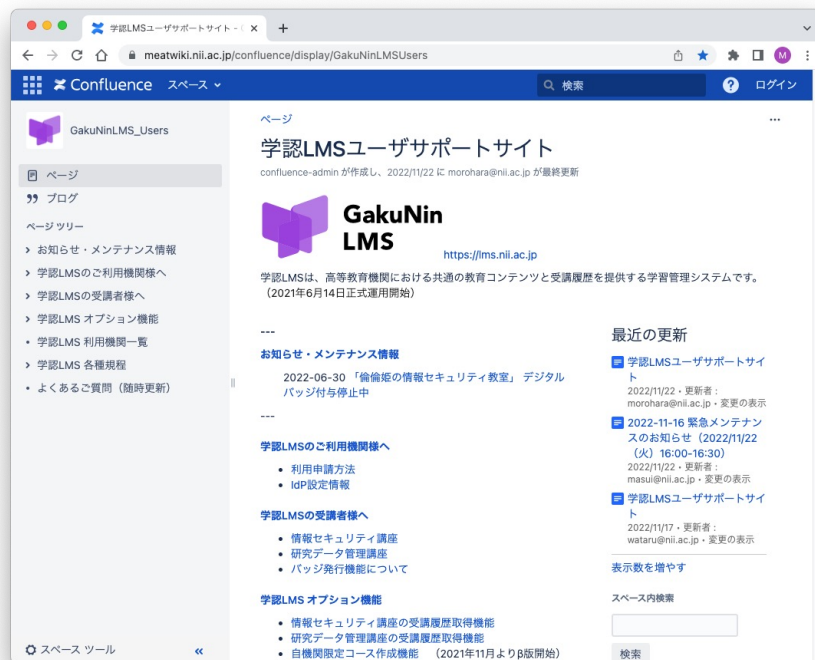 学認LMSユーザサポートサイト - (
meatwiki.nii.ac.jp/confluence/display/GakuNinLMSUsers
M
Confluence スペース
検索
ログイン
GakuNinLMS_Users
ページ
ブログ
ページ ツリー
お知らせ・メンテナンス情報
学認LMSのご利用機関様へ
学認LMSの受講者様へ
学認LMS オプション機能
学認LMS 利用機関一覧
学認LMS 各種規程
よくあるご質問（随時更新）
スペース ツール
ページ
学認LMSユーザサポートサイト
confluence-admin が作成し、2022/11/22 に morohara@nii.ac.jp が最終更新
GakuNin
LMS
https://lms.nii.ac.jp
学認LMSは、高等教育機関における共通の教育コンテンツと受講履歴を提供する学習管理システムです。
（2021年6月14日正式運用開始）
---
お知らせ・メンテナンス情報
2022-06-30 「倫倫姫の情報セキュリティ教室」 デジタル
バッジ付与停止中
---
学認LMSのご利用機関様へ
• 利用申請方法
• IdP設定情報
学認LMSの受講者様へ
• 情報セキュリティ講座
• 研究データ管理講座
• バッジ発行機能について
学認LMS オプション機能
• 情報セキュリティ講座の受講履歴取得機能
• 研究データ管理講座の受講履歴取得機能
• 自機関限定コース作成機能 （2021年11月よりβ版開始）
最近の更新
学認LMSユーザサポートサイ
ト
2022/11/22・更新者：
morohara@nii.ac.jp・変更の表示
2022-11-16 緊急メンテナン
スのお知らせ（2022/11/22
（火）16:00-16:30）
2022/11/22・更新者：
masui@nii.ac.jp・変更の表示
学認LMSユーザサポートサイ
ト
2022/11/17・更新者：
wataru@nii.ac.jp・変更の表示
表示数を増やす
スペース内検索
検索